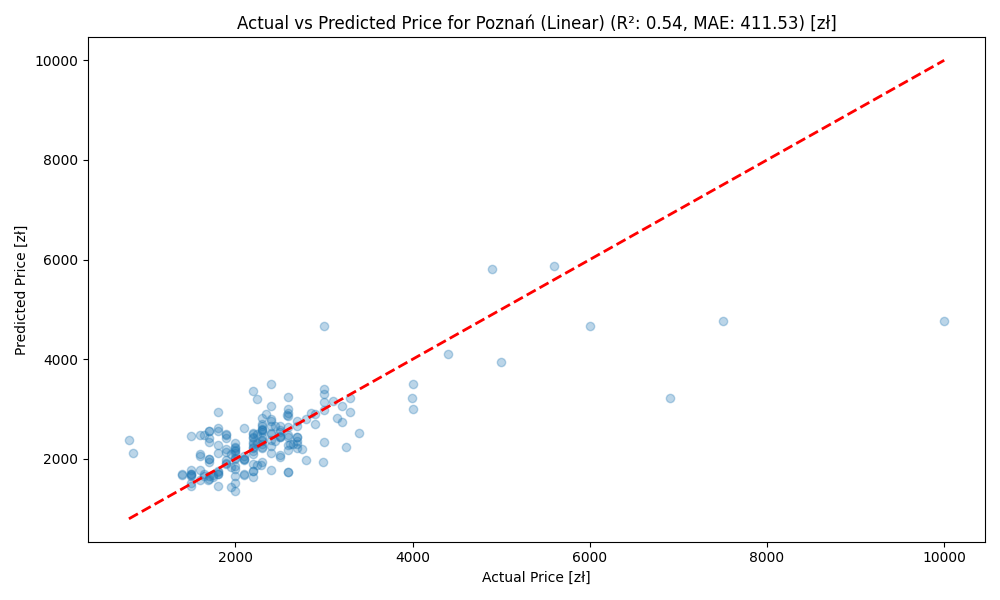 Actual vs Predicted Price for Poznań (Linear) (R²: 0.54, MAE: 411.53) [zł]
10000
8000
6000
4000
2000
Predicted Price [zł]
2000 4000 6000 8000 10000
Actual Price [zł]